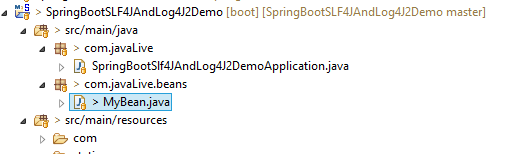 > SpringBootSLF4JAndLog4J2Demo [boot] [SpringBootSLF4JAndLog4J2Demo master]
> src/main/java
> com.javaLive
SpringBootSlf4JAndLog4J2DemoApplication.java
> com.javaLive.beans
> MyBean.java
> src/main/resources
> com